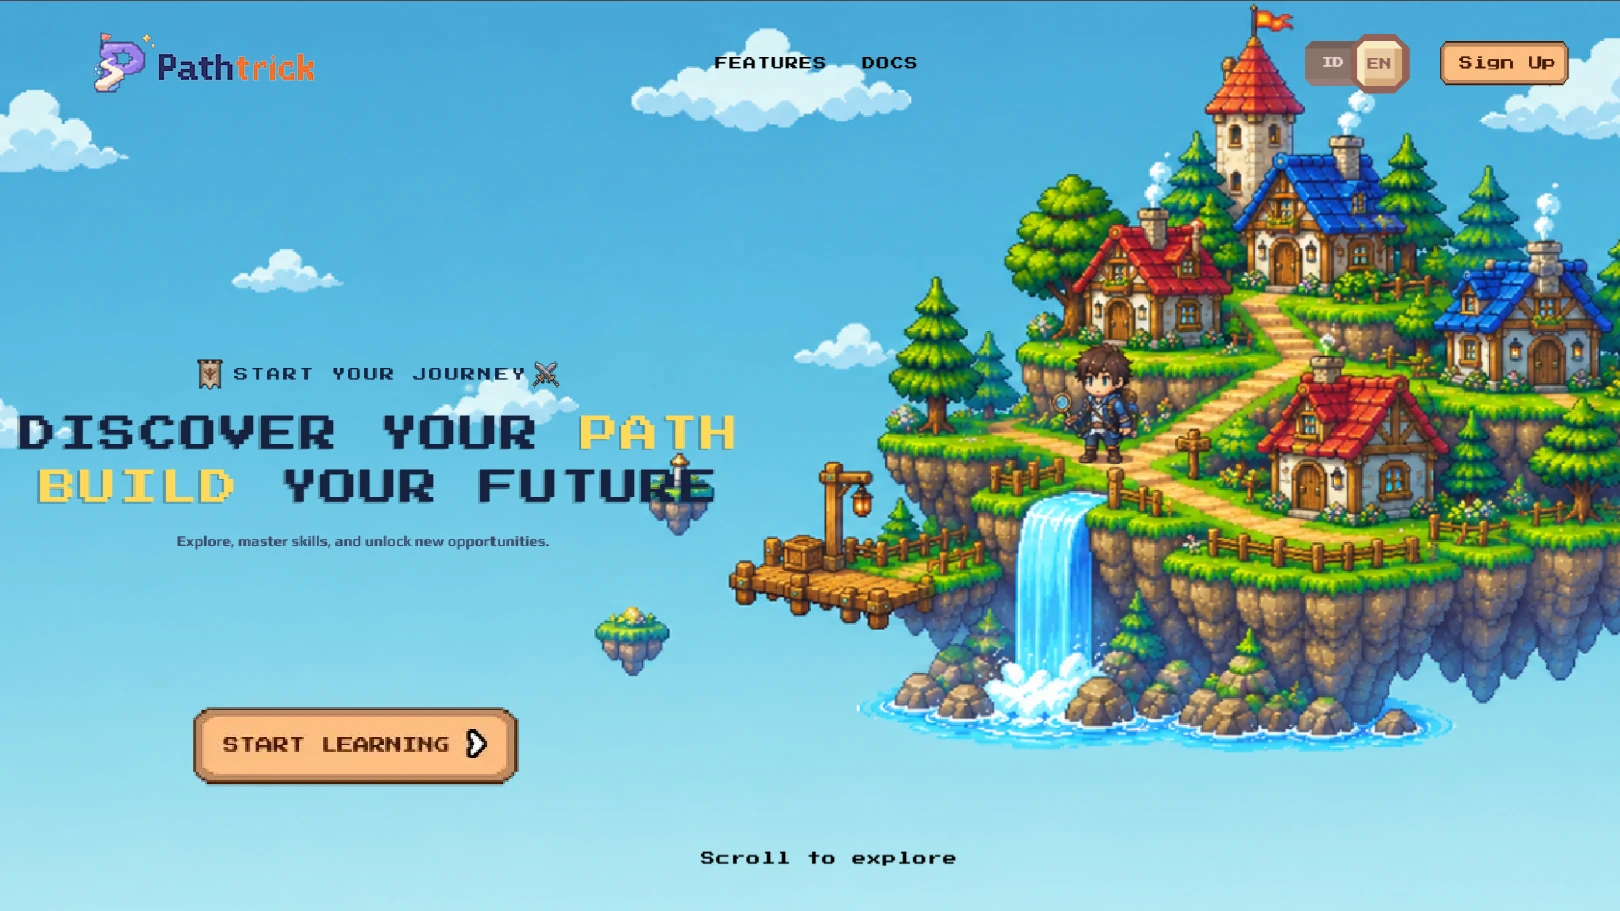 Pathtrick
FEATURES DOCS
ID EN
Sign Up
START YOUR JOURNEY
DISCOVER YOUR PATH
BUILD YOUR FUTURE
Explore, master skills, and unlock new opportunities.
START LEARNING
Scroll to explore